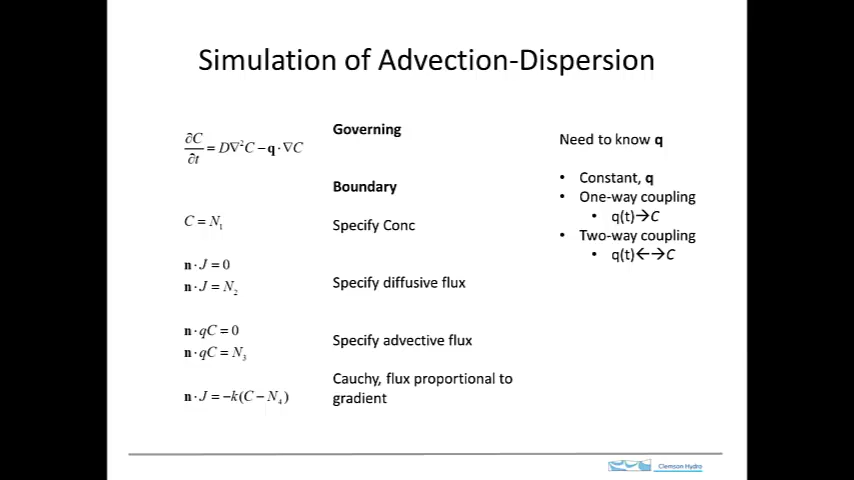 Simulation of Advection-Dispersion
∂C/∂t = D∇²C − q·∇C
Governing
Boundary
C = N₁
Specify Conc
n·J = 0
n·J = N₂
Specify diffusive flux
n·qC = 0
n·qC = N₃
Specify advective flux
n·J = −k(C − N₄)
Cauchy, flux proportional to
gradient
Need to know q
• Constant, q
• One-way coupling
• q(t)→C
• Two-way coupling
• q(t)←→C
Clemson Hydro